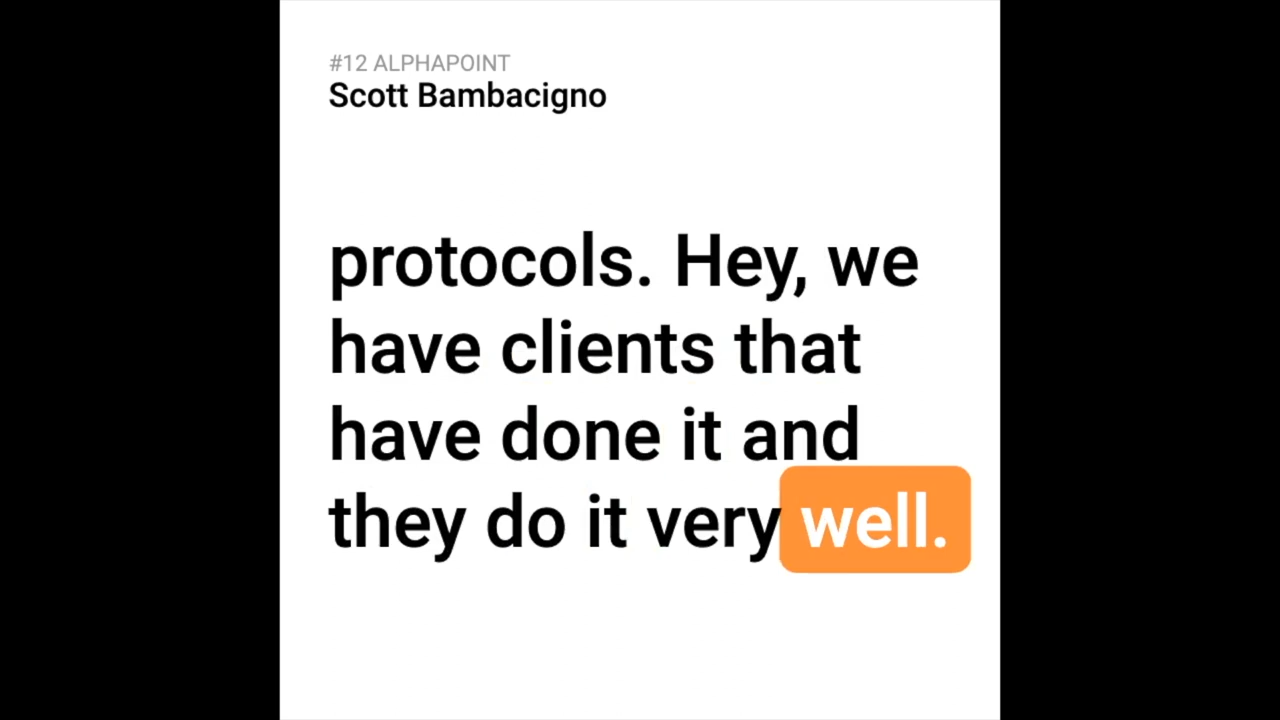 #12 ALPHAPOINT
Scott Bambacigno
protocols. Hey, we
have clients that
have done it and
they do it very well.